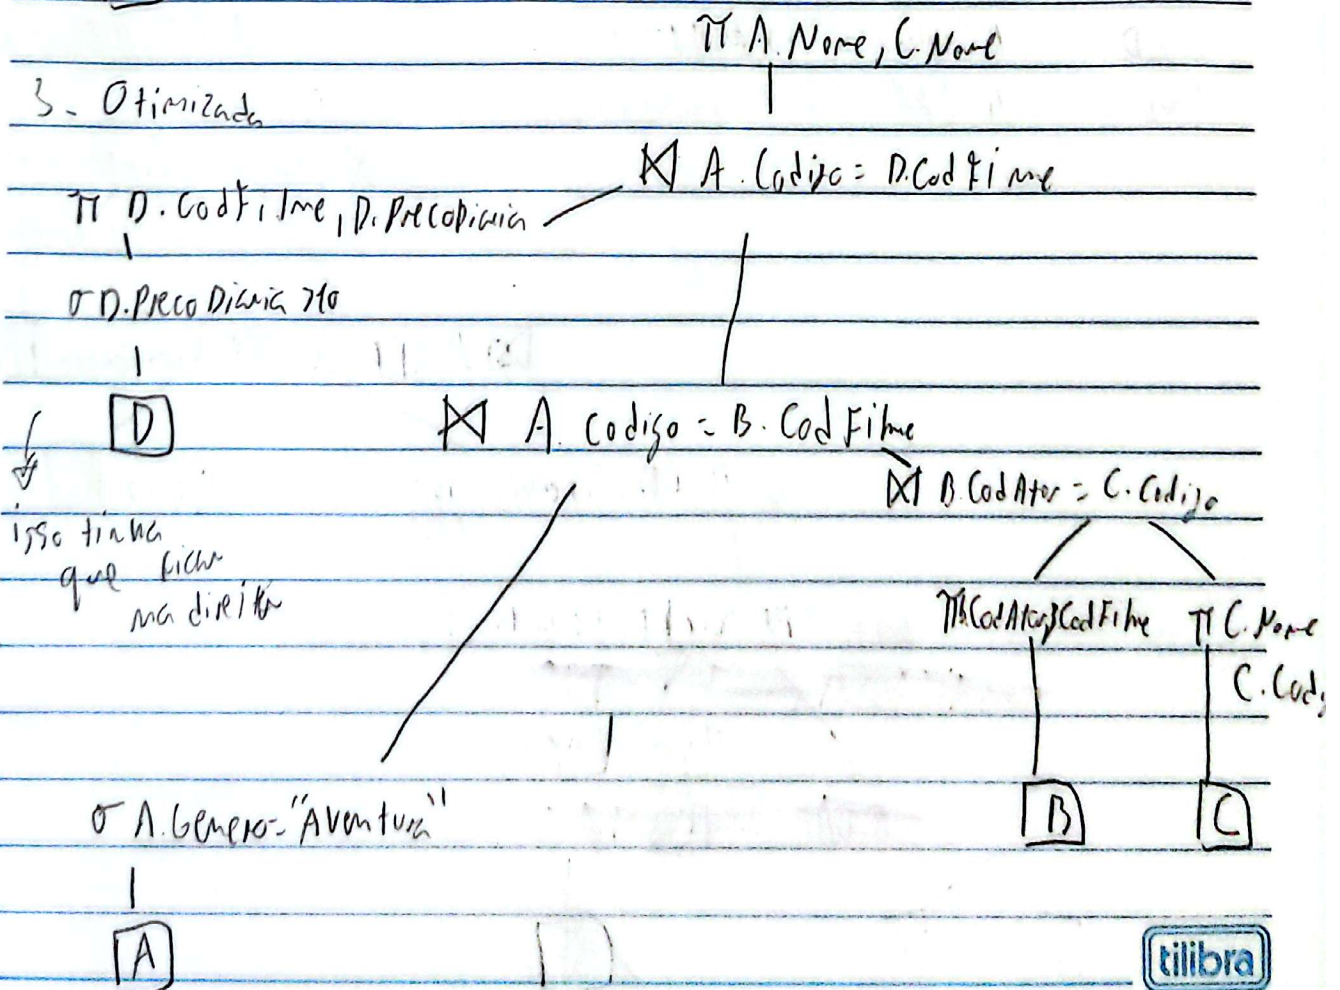 π A.Nome, C.Nome
3- Otimizada
⋈ A.Codigo = D.CodFilme
π D.CodFilme, D.PrecoDiaria
σ D.PrecoDiaria >10
D
⋈ A.codigo = B.CodFilme
⋈ B.CodAtor = C.Codigo
isso tinha
que ficar
na direita
π B.CodAtor, B.CodFilme π C.Nome
C.Cod
σ A.Genero="Aventura"
B C
A
tilibra